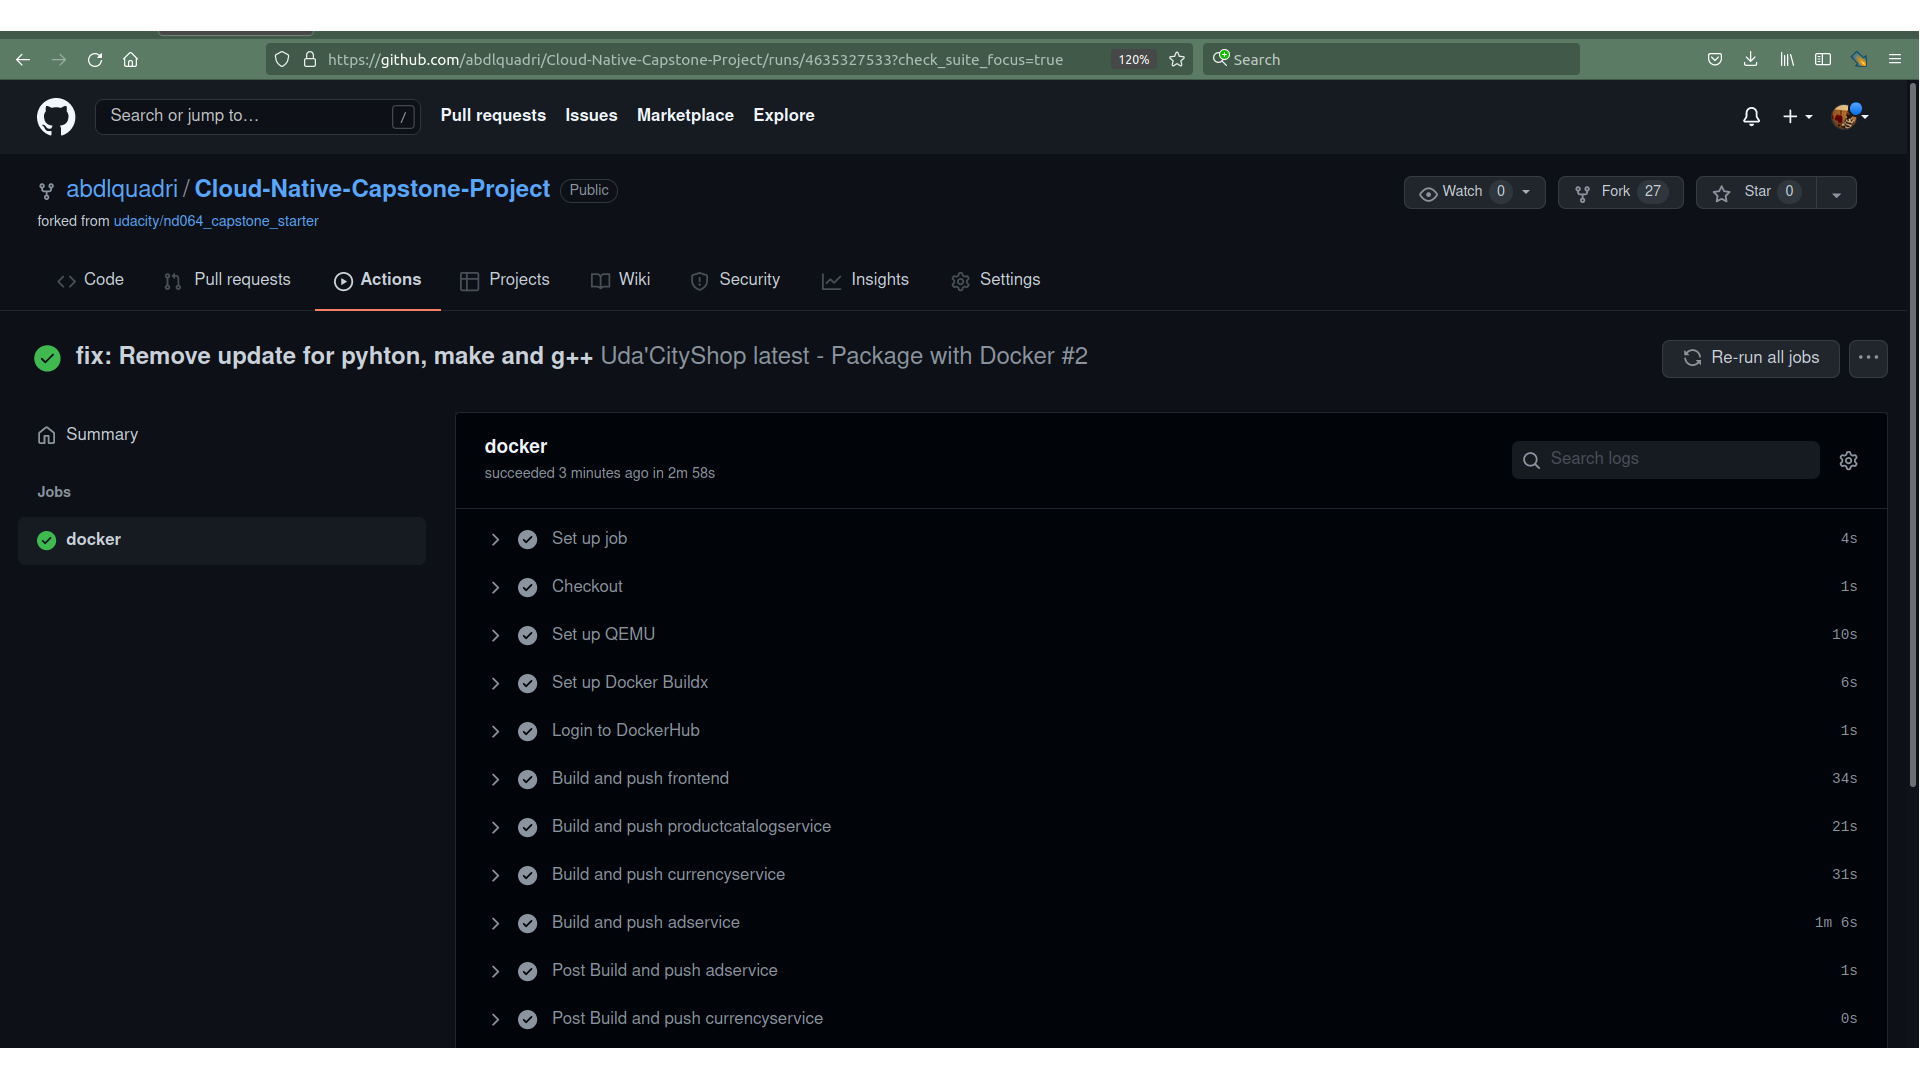 https://github.com/abdlquadri/Cloud-Native-Capstone-Project/runs/4635327533?check_suite_focus=true 120% Search
Search or jump to… / Pull requests Issues Marketplace Explore
abdlquadri / Cloud-Native-Capstone-Project Public Watch 0 Fork 27 Star 0
forked from udacity/nd064_capstone_starter
Code Pull requests Actions Projects Wiki Security Insights Settings
fix: Remove update for pyhton, make and g++ Uda'CityShop latest - Package with Docker #2 Re-run all jobs
Summary
Jobs
docker
docker
succeeded 3 minutes ago in 2m 58s
Search logs
Set up job 4s
Checkout 1s
Set up QEMU 10s
Set up Docker Buildx 6s
Login to DockerHub 1s
Build and push frontend 34s
Build and push productcatalogservice 21s
Build and push currencyservice 31s
Build and push adservice 1m 6s
Post Build and push adservice 1s
Post Build and push currencyservice 0s